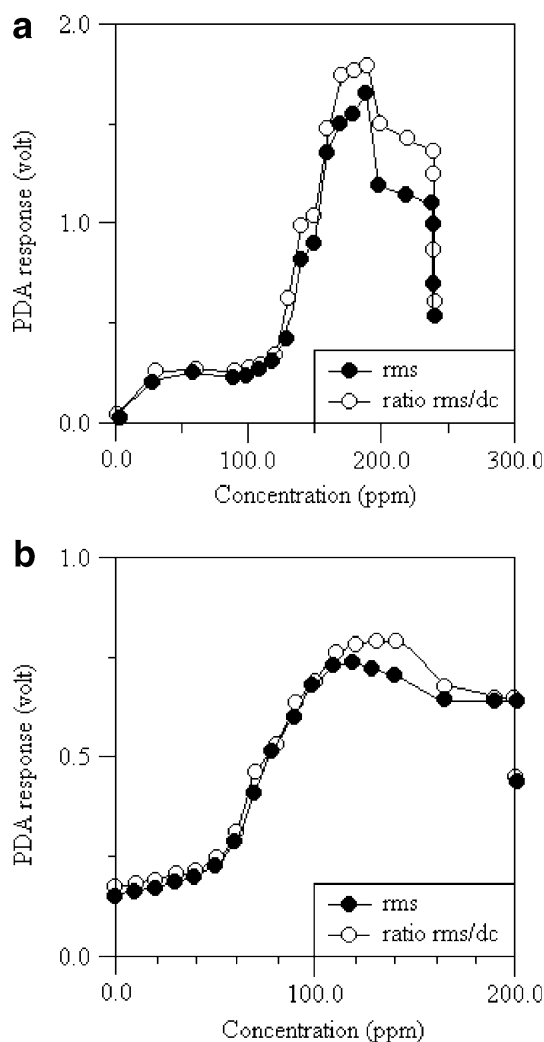 a
2.0
1.0
0.0
PDA response (volt)
rms
ratio rms/dc
0.0 100.0 200.0 300.0
Concentration (ppm)
b
1.0
0.5
0.0
PDA response (volt)
rms
ratio rms/dc
0.0 100.0 200.0
Concentration (ppm)